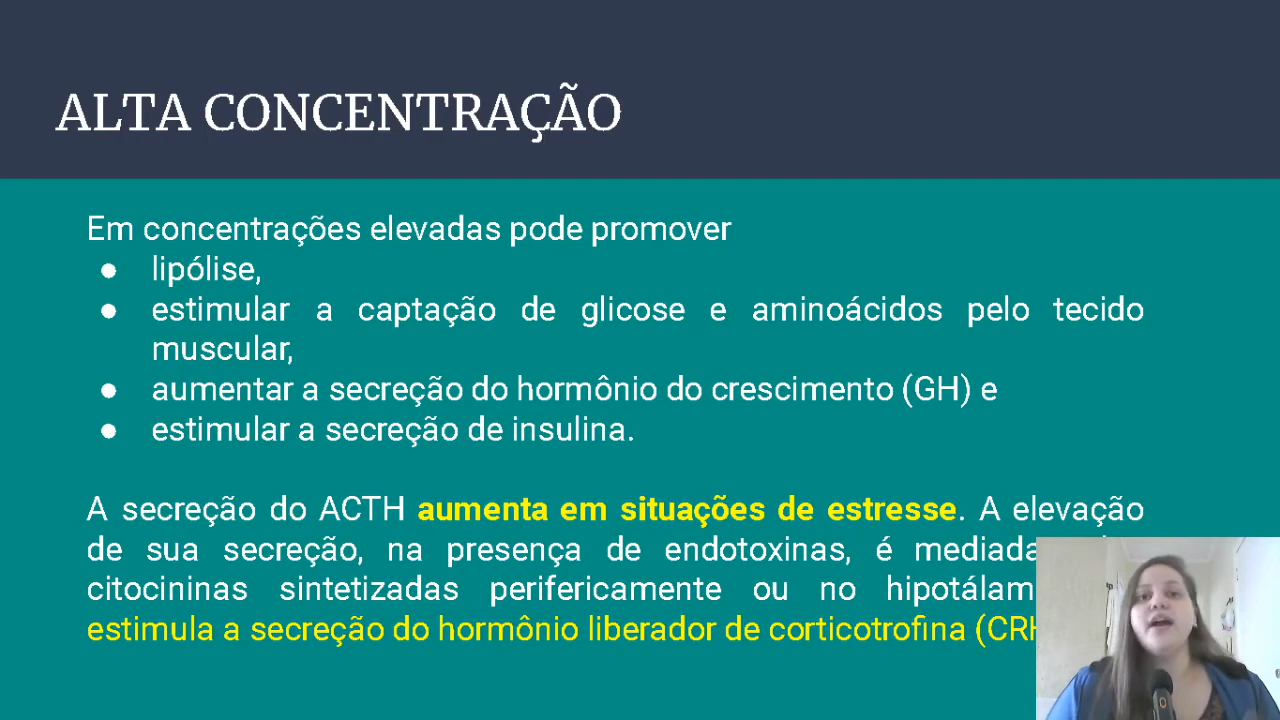 ALTA CONCENTRAÇÃO
Em concentrações elevadas pode promover
● lipólise,
● estimular a captação de glicose e aminoácidos pelo tecido
muscular,
● aumentar a secreção do hormônio do crescimento (GH) e
● estimular a secreção de insulina.
A secreção do ACTH aumenta em situações de estresse. A elevação
de sua secreção, na presença de endotoxinas, é mediada
citocininas sintetizadas perifericamente ou no
estimula a secreção do hormônio liberador de corticotrofina